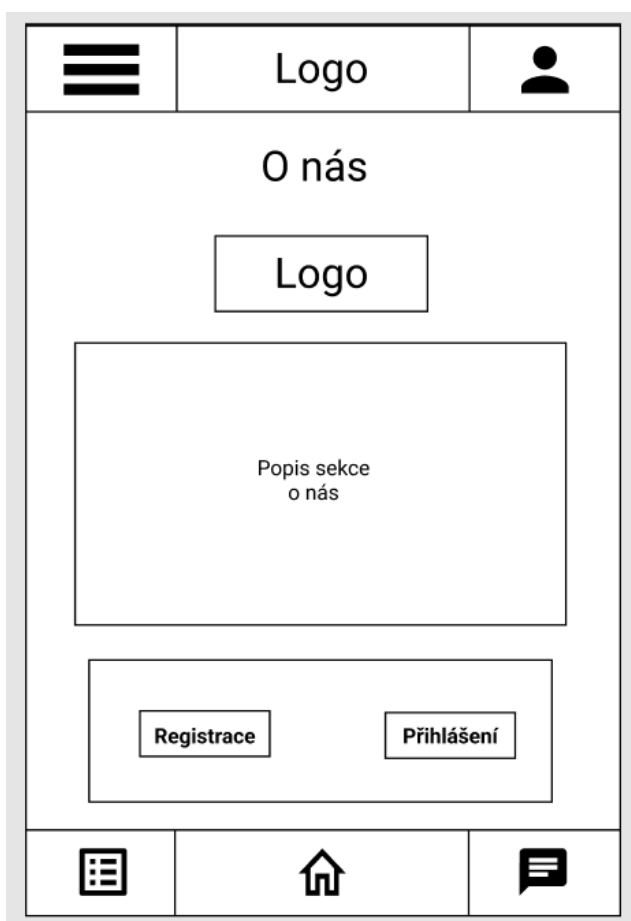 Logo
O nás
Logo
Popis sekce
o nás
Registrace
Přihlášení